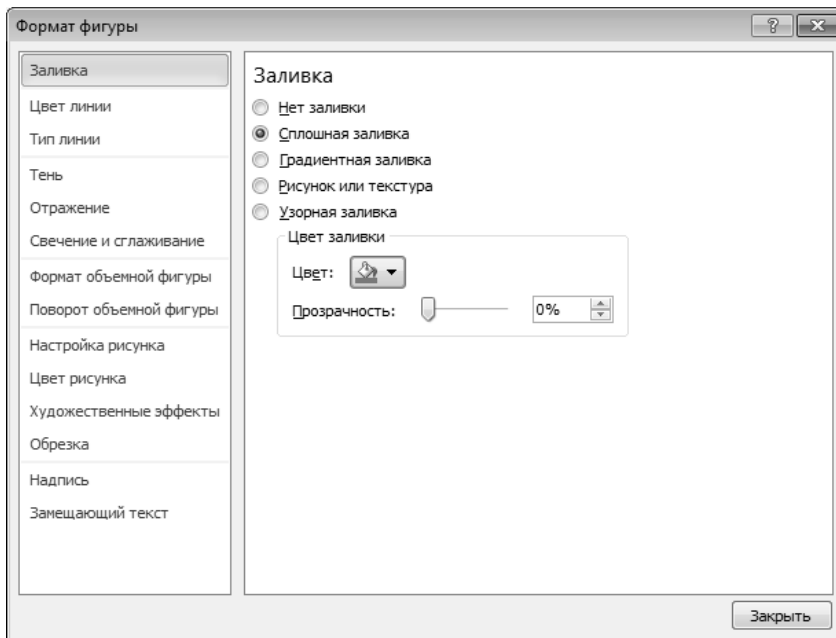 Формат фигуры
Заливка
Цвет линии
Тип линии
Тень
Отражение
Свечение и сглаживание
Формат объемной фигуры
Поворот объемной фигуры
Настройка рисунка
Цвет рисунка
Художественные эффекты
Обрезка
Надпись
Замещающий текст
Заливка
Нет заливки
Сплошная заливка
Градиентная заливка
Рисунок или текстура
Узорная заливка
Цвет заливки
Цвет:
Прозрачность: 0%
Закрыть